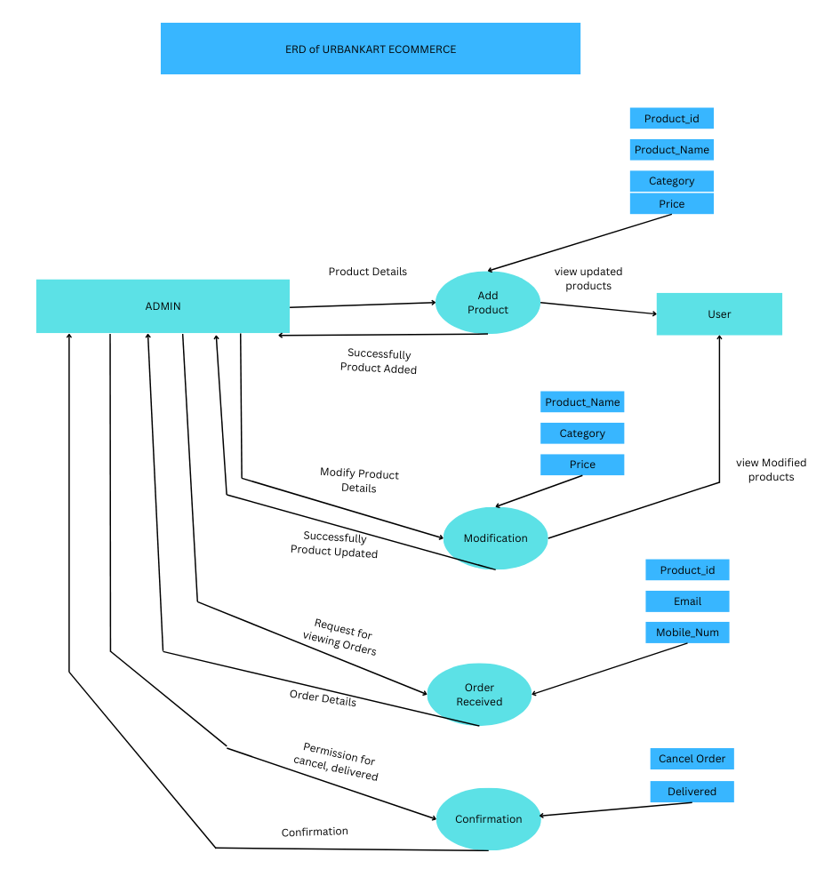 ERD of URBANKART ECOMMERCE
Product_id
Product_Name
Category
Price
Product Details
view updated
products
ADMIN
Add
Product
User
Successfully
Product Added
Product_Name
Category
Price
view Modified
products
Modify Product
Details
Modification
Successfully
Product Updated
Product_id
Email
Mobile_Num
Request for
viewing Orders
Order
Received
Order Details
Permission for
cancel, delivered
Cancel Order
Delivered
Confirmation
Confirmation